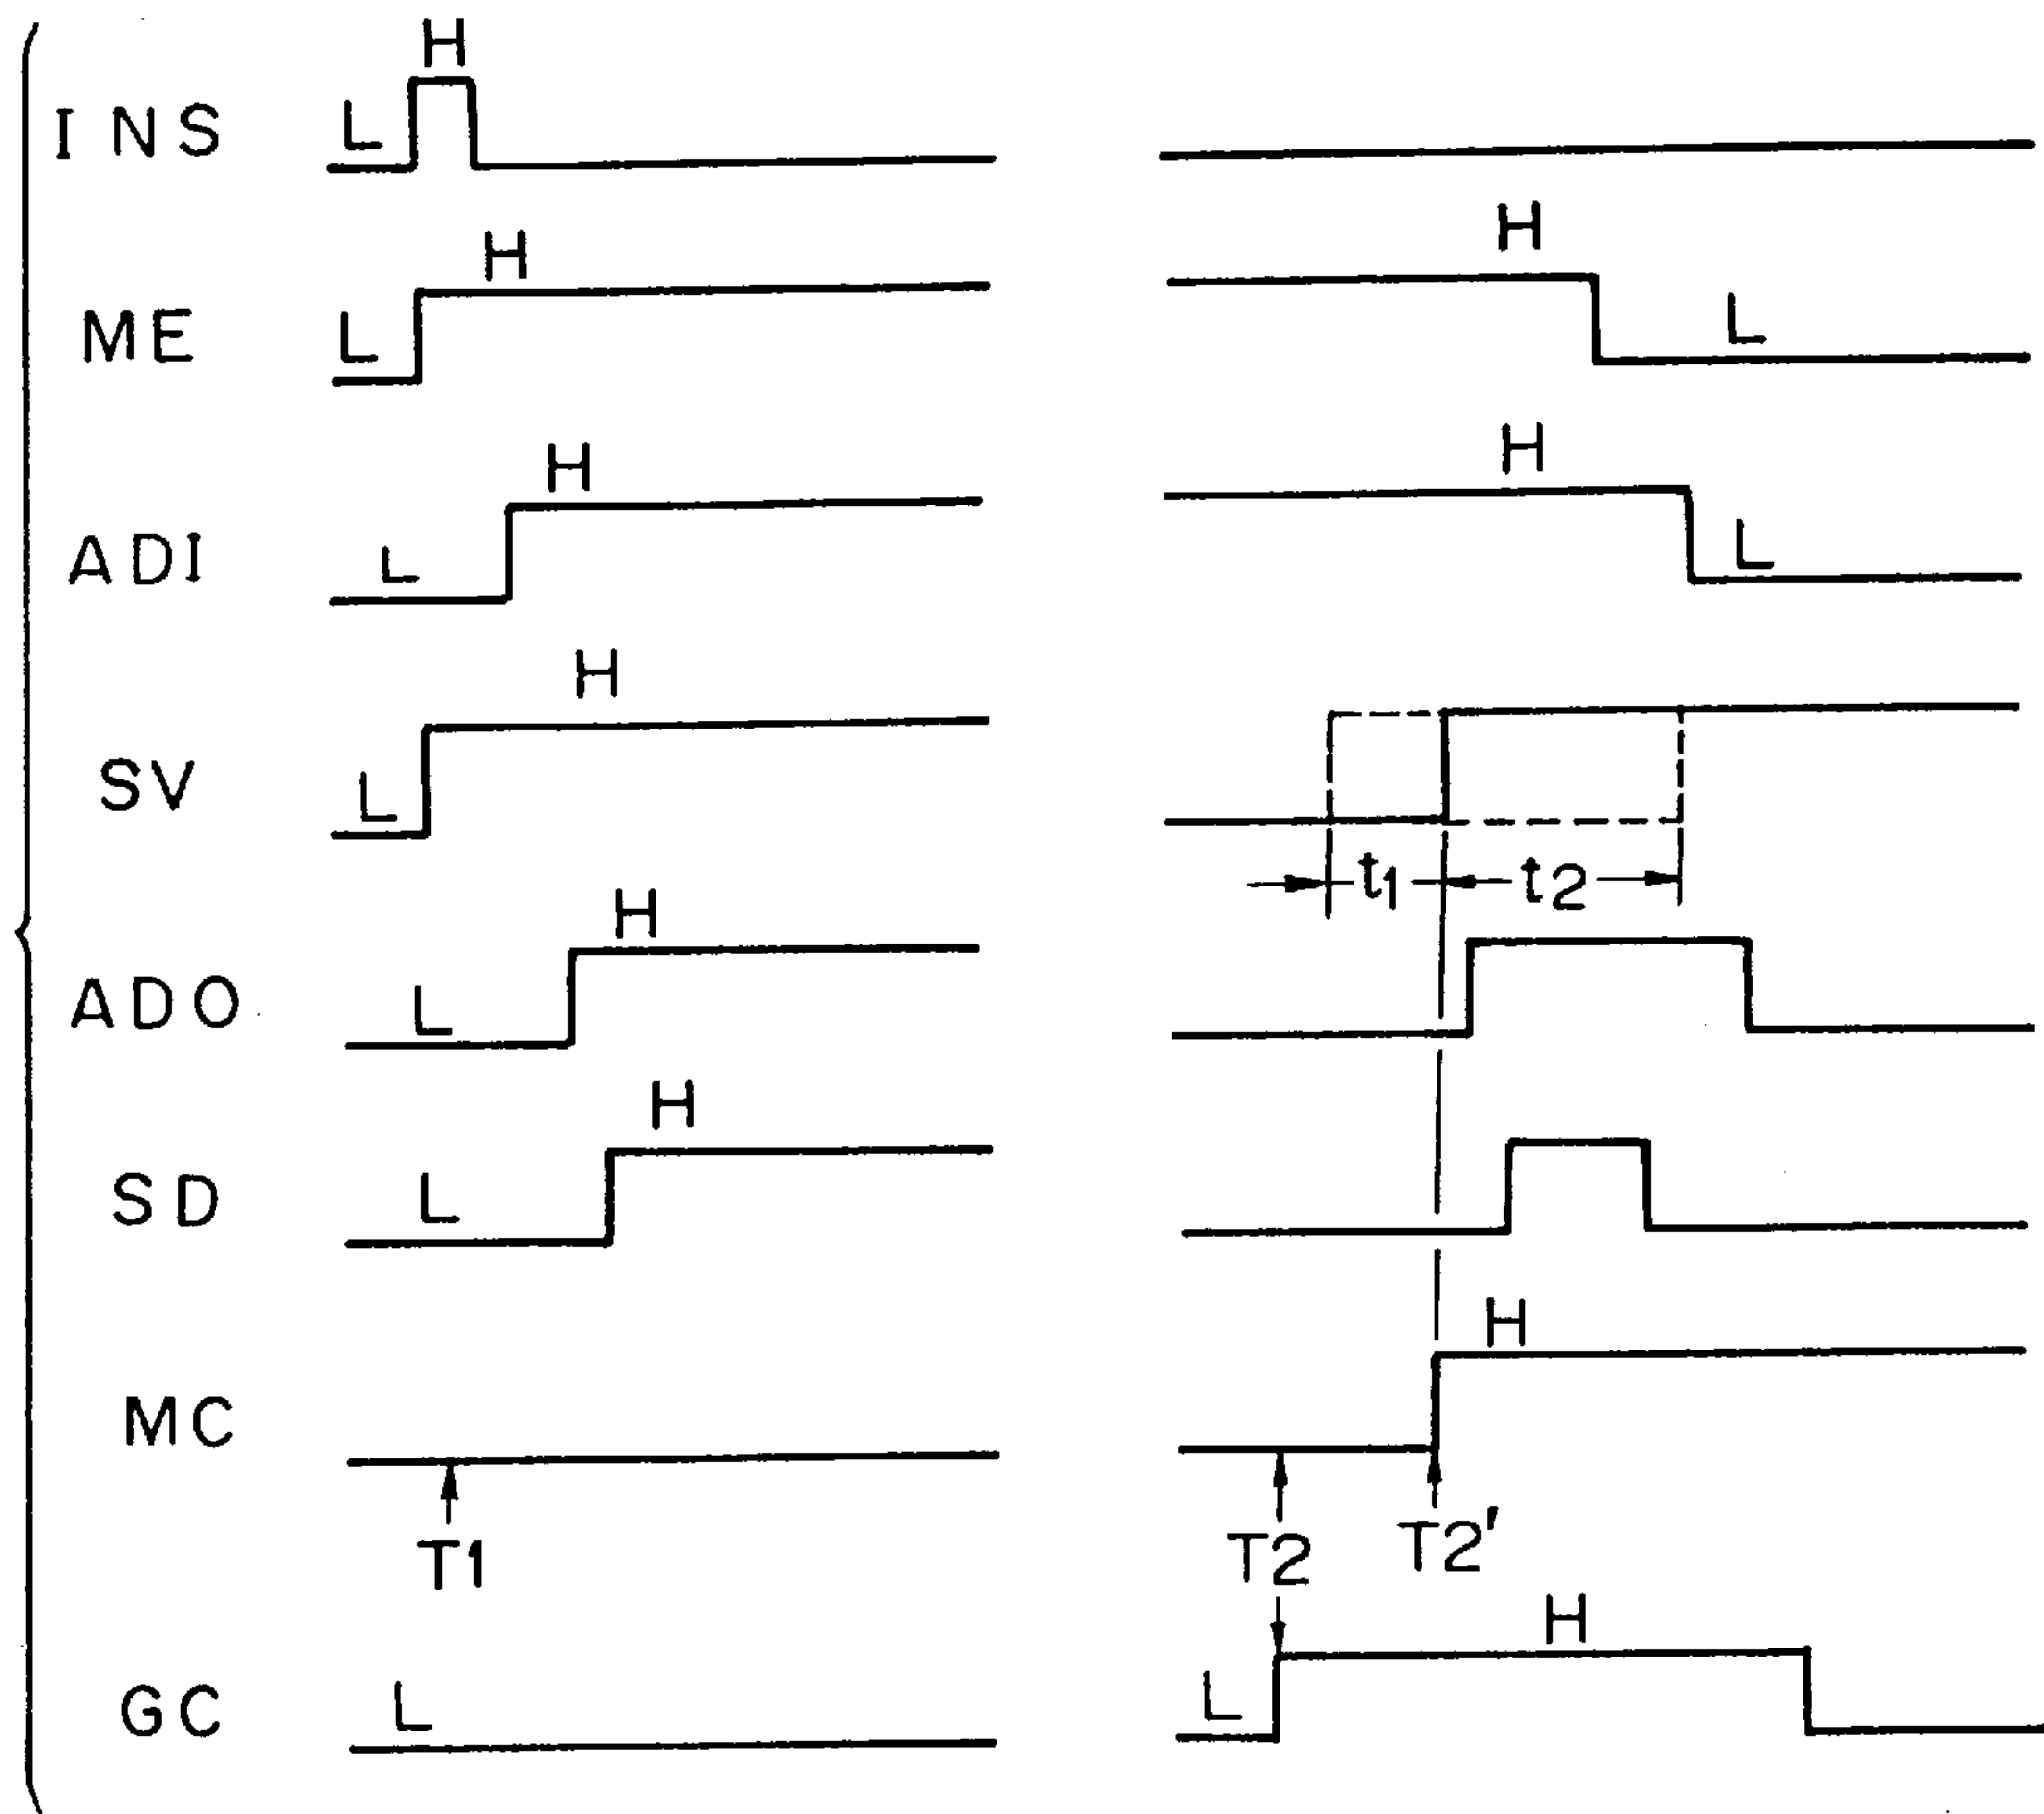 INS L H
ME L H H L
ADI L H H L
SV L H
t1 t2
ADO L H
SD L H
MC H
T1 T2 T2'
GC L L H